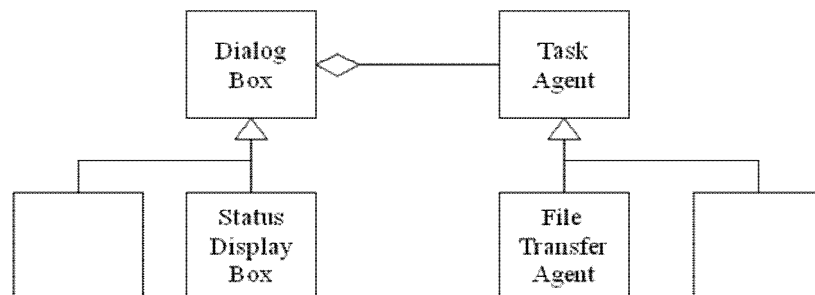 Dialog
Box
Task
Agent
Status
Display
Box
File
Transfer
Agent